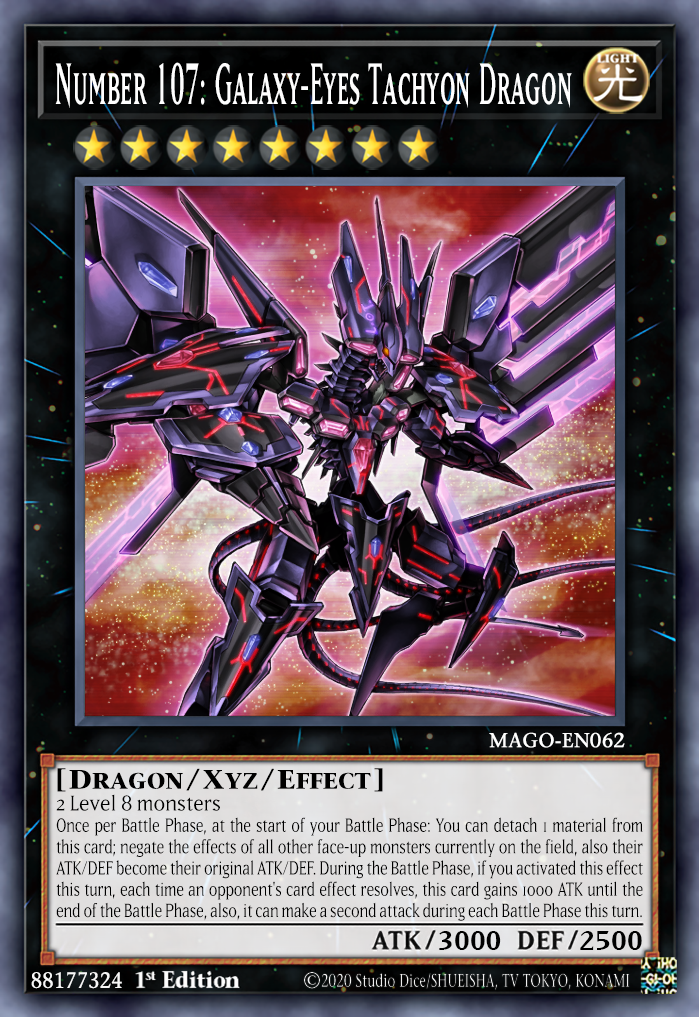 Number 107: Galaxy-Eyes Tachyon Dragon
LIGHT
光
MAGO-EN062
[Dragon/Xyz/Effect]
2 Level 8 monsters
Once per Battle Phase, at the start of your Battle Phase: You can detach 1 material from
this card; negate the effects of all other face-up monsters currently on the field, also their
ATK/DEF become their original ATK/DEF. During the Battle Phase, if you activated this effect
this turn, each time an opponent's card effect resolves, this card gains 1000 ATK until the
end of the Battle Phase, also, it can make a second attack during each Battle Phase this turn.
ATK/3000 DEF/2500
88177324 1st Edition ©2020 Studio Dice/SHUEISHA, TV TOKYO, KONAMI